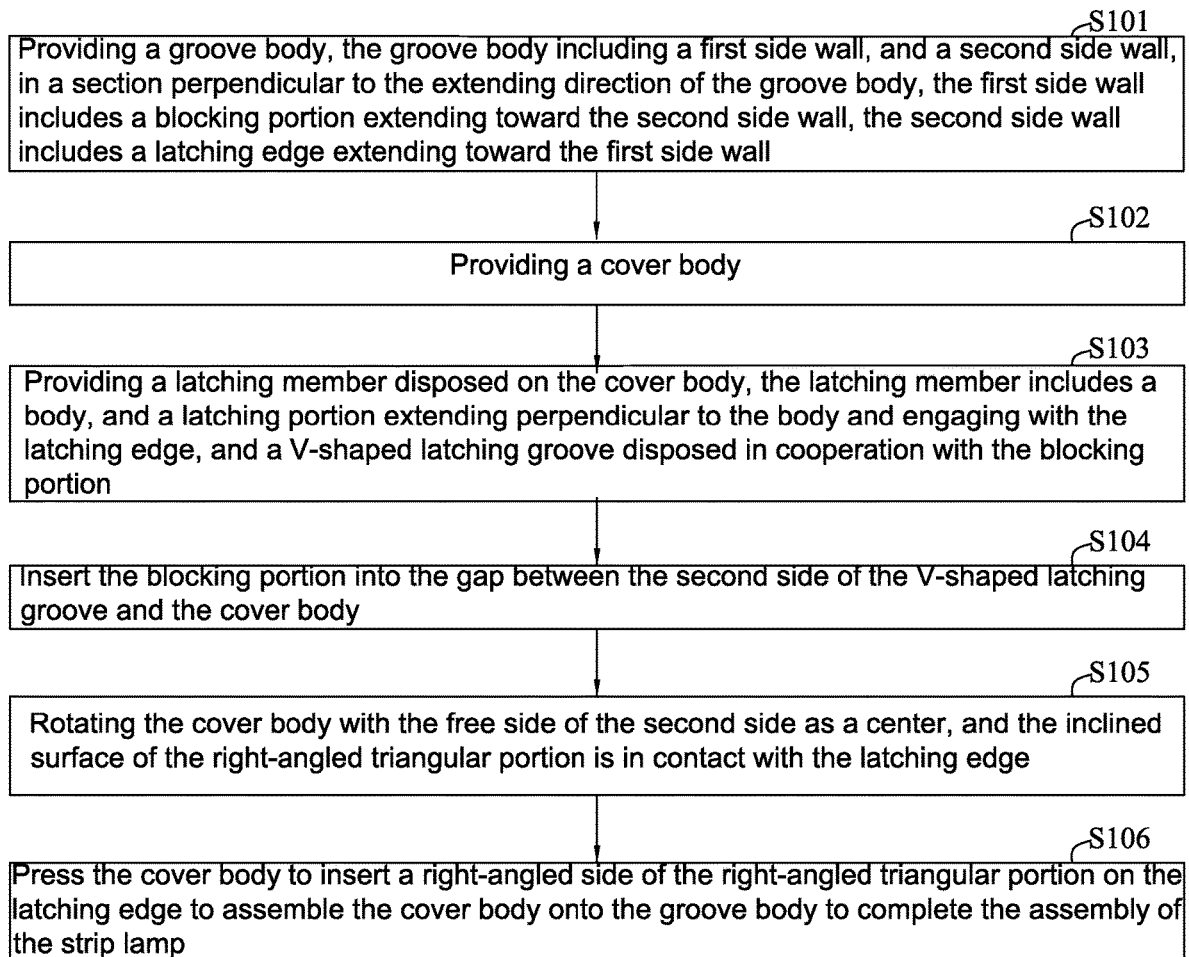 S101
Providing a groove body, the groove body including a first side wall, and a second side wall,
in a section perpendicular to the extending direction of the groove body, the first side wall
includes a blocking portion extending toward the second side wall, the second side wall
includes a latching edge extending toward the first side wall
S102
Providing a cover body
S103
Providing a latching member disposed on the cover body, the latching member includes a
body, and a latching portion extending perpendicular to the body and engaging with the
latching edge, and a V-shaped latching groove disposed in cooperation with the blocking
portion
S104
Insert the blocking portion into the gap between the second side of the V-shaped latching
groove and the cover body
S105
Rotating the cover body with the free side of the second side as a center, and the inclined
surface of the right-angled triangular portion is in contact with the latching edge
S106
Press the cover body to insert a right-angled side of the right-angled triangular portion on the
latching edge to assemble the cover body onto the groove body to complete the assembly of
the strip lamp